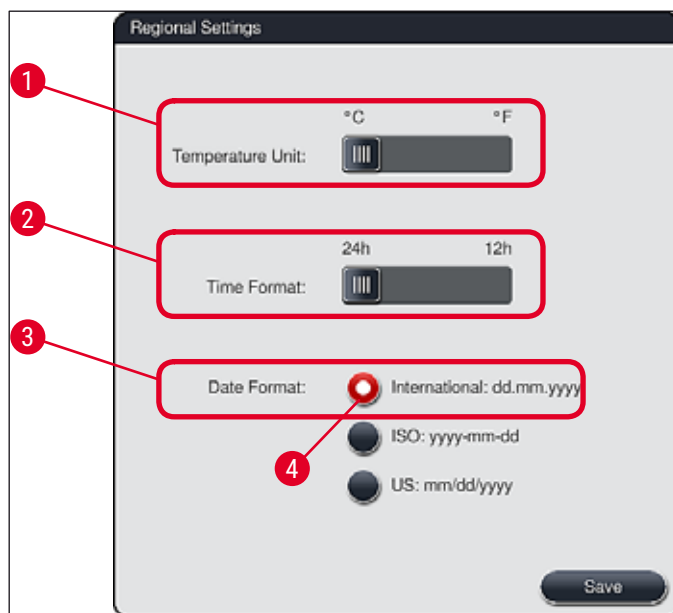 Regional Settings
1
°C °F
Temperature Unit:
2
24h 12h
Time Format:
3
Date Format: International: dd.mm.yyyy
4
ISO: yyyy-mm-dd
US: mm/dd/yyyy
Save